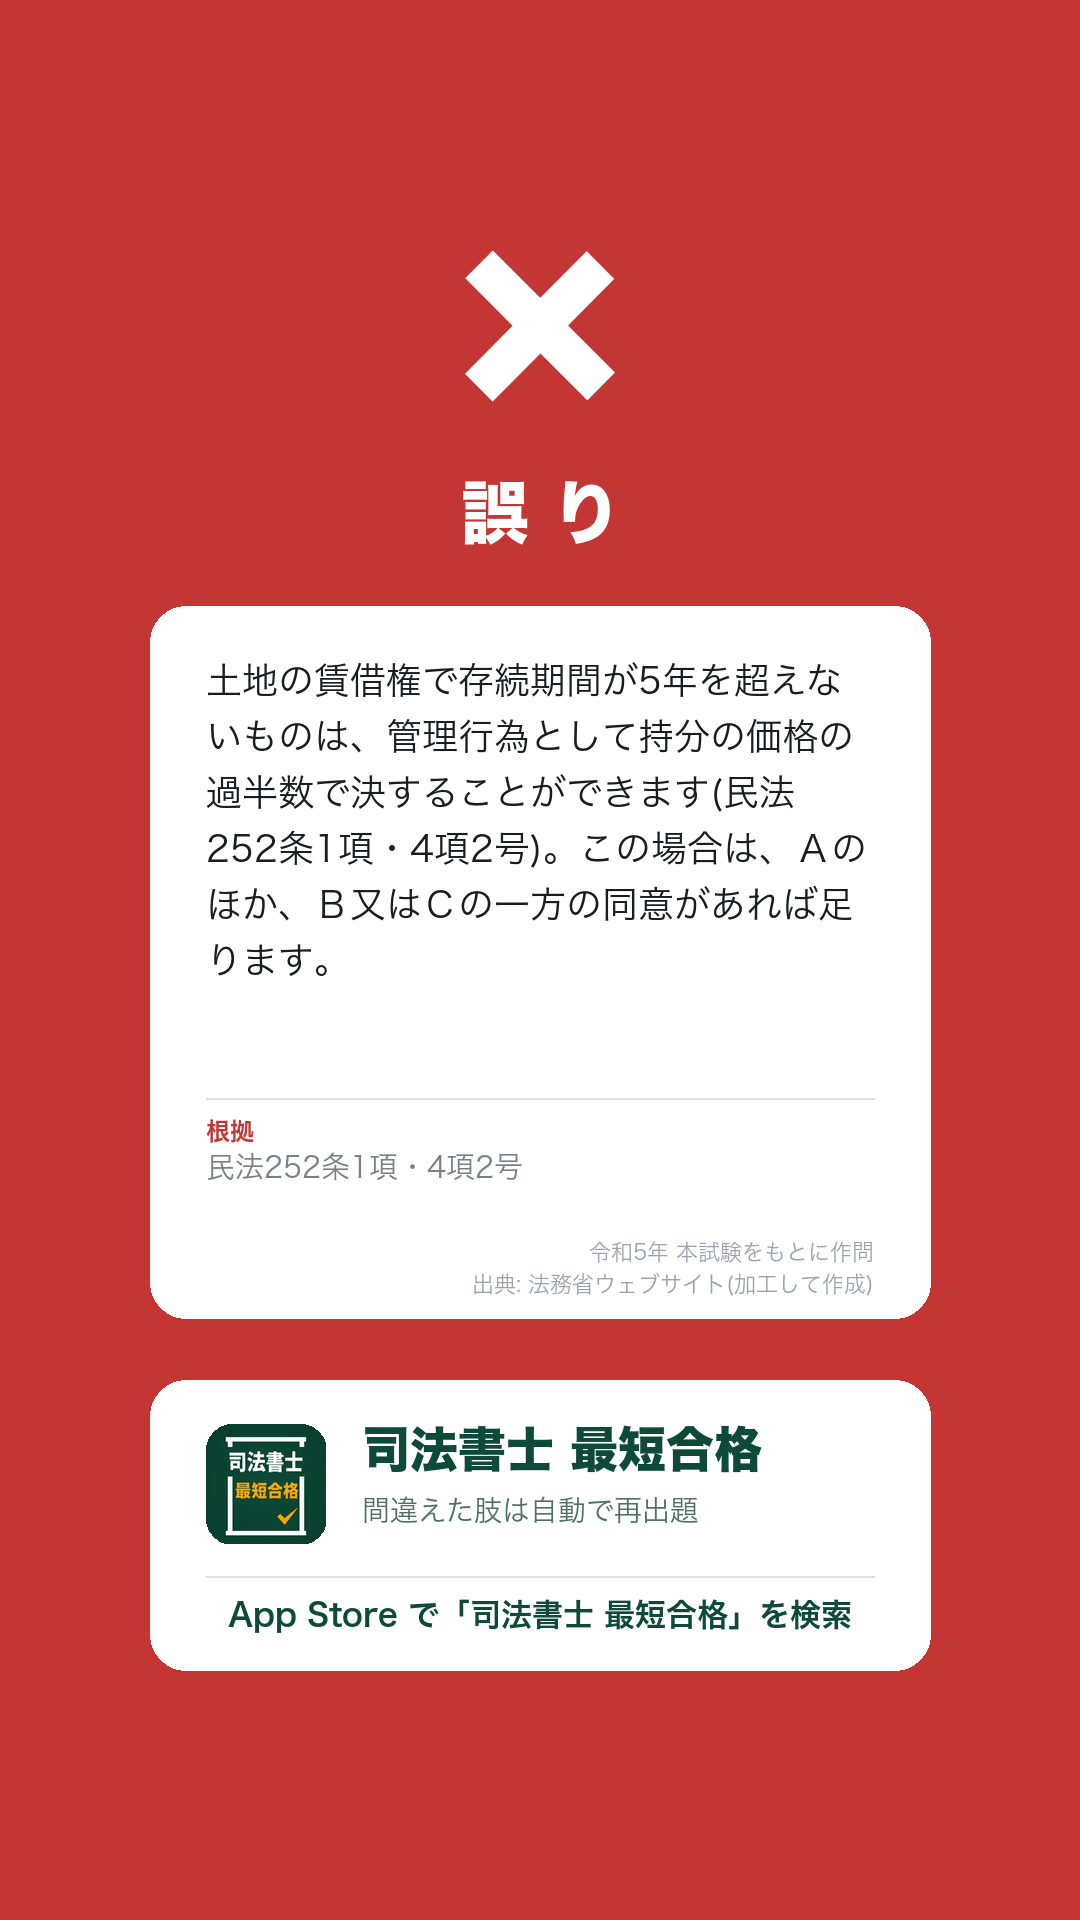 ×
誤り
土地の賃借権で存続期間が5年を超えな
いものは、管理行為として持分の価格の
過半数で決することができます(民法
252条1項・4項2号)。この場合は、Ａの
ほか、Ｂ又はＣの一方の同意があれば足
ります。
根拠
民法252条1項・4項2号
令和5年 本試験をもとに作問
出典: 法務省ウェブサイト(加工して作成)
司法書士
最短合格
司法書士 最短合格
間違えた肢は自動で再出題
App Store で「司法書士 最短合格」を検索